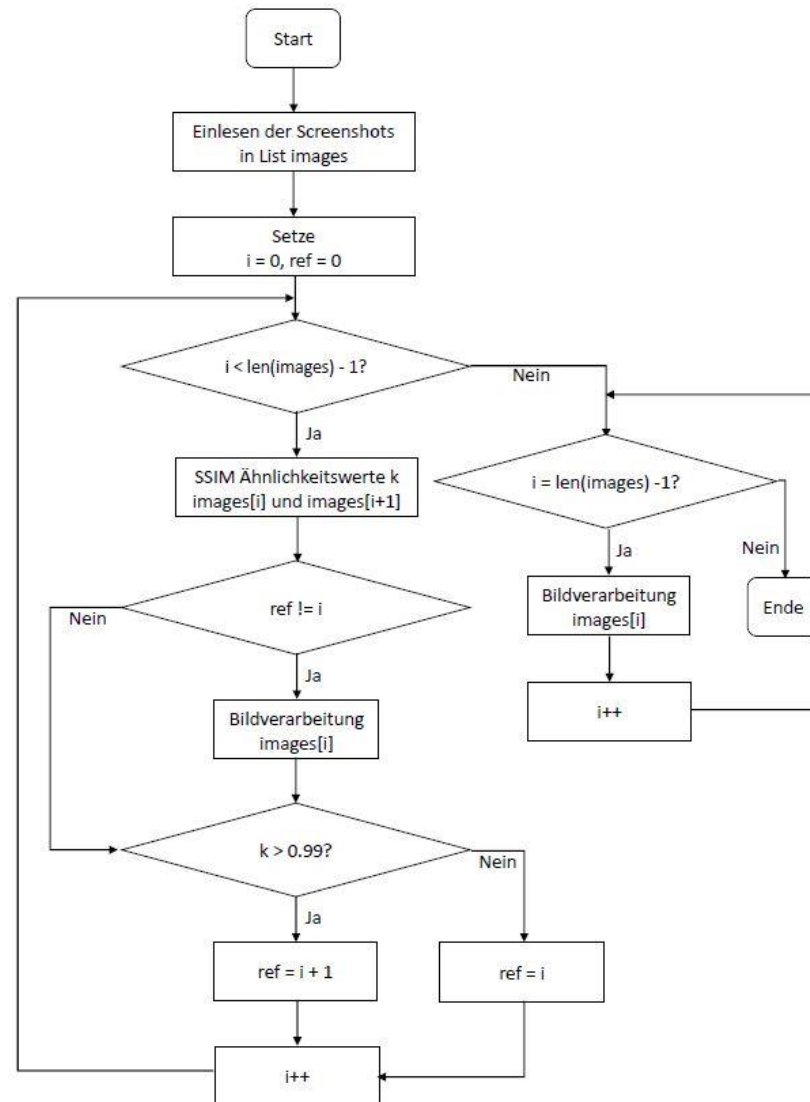 Start
Einlesen der Screenshots
in List images
Setze
i = 0, ref = 0
i < len(images) - 1?
Nein
Ja
SSIM Ähnlichkeitswerte k
images[i] und images[i+1]
i = len(images) -1?
Ja
Nein
Bildverarbeitung
images[i]
Ende
i++
ref != i
Nein
Ja
Bildverarbeitung
images[i]
k > 0.99?
Nein
Ja
ref = i + 1
ref = i
i++